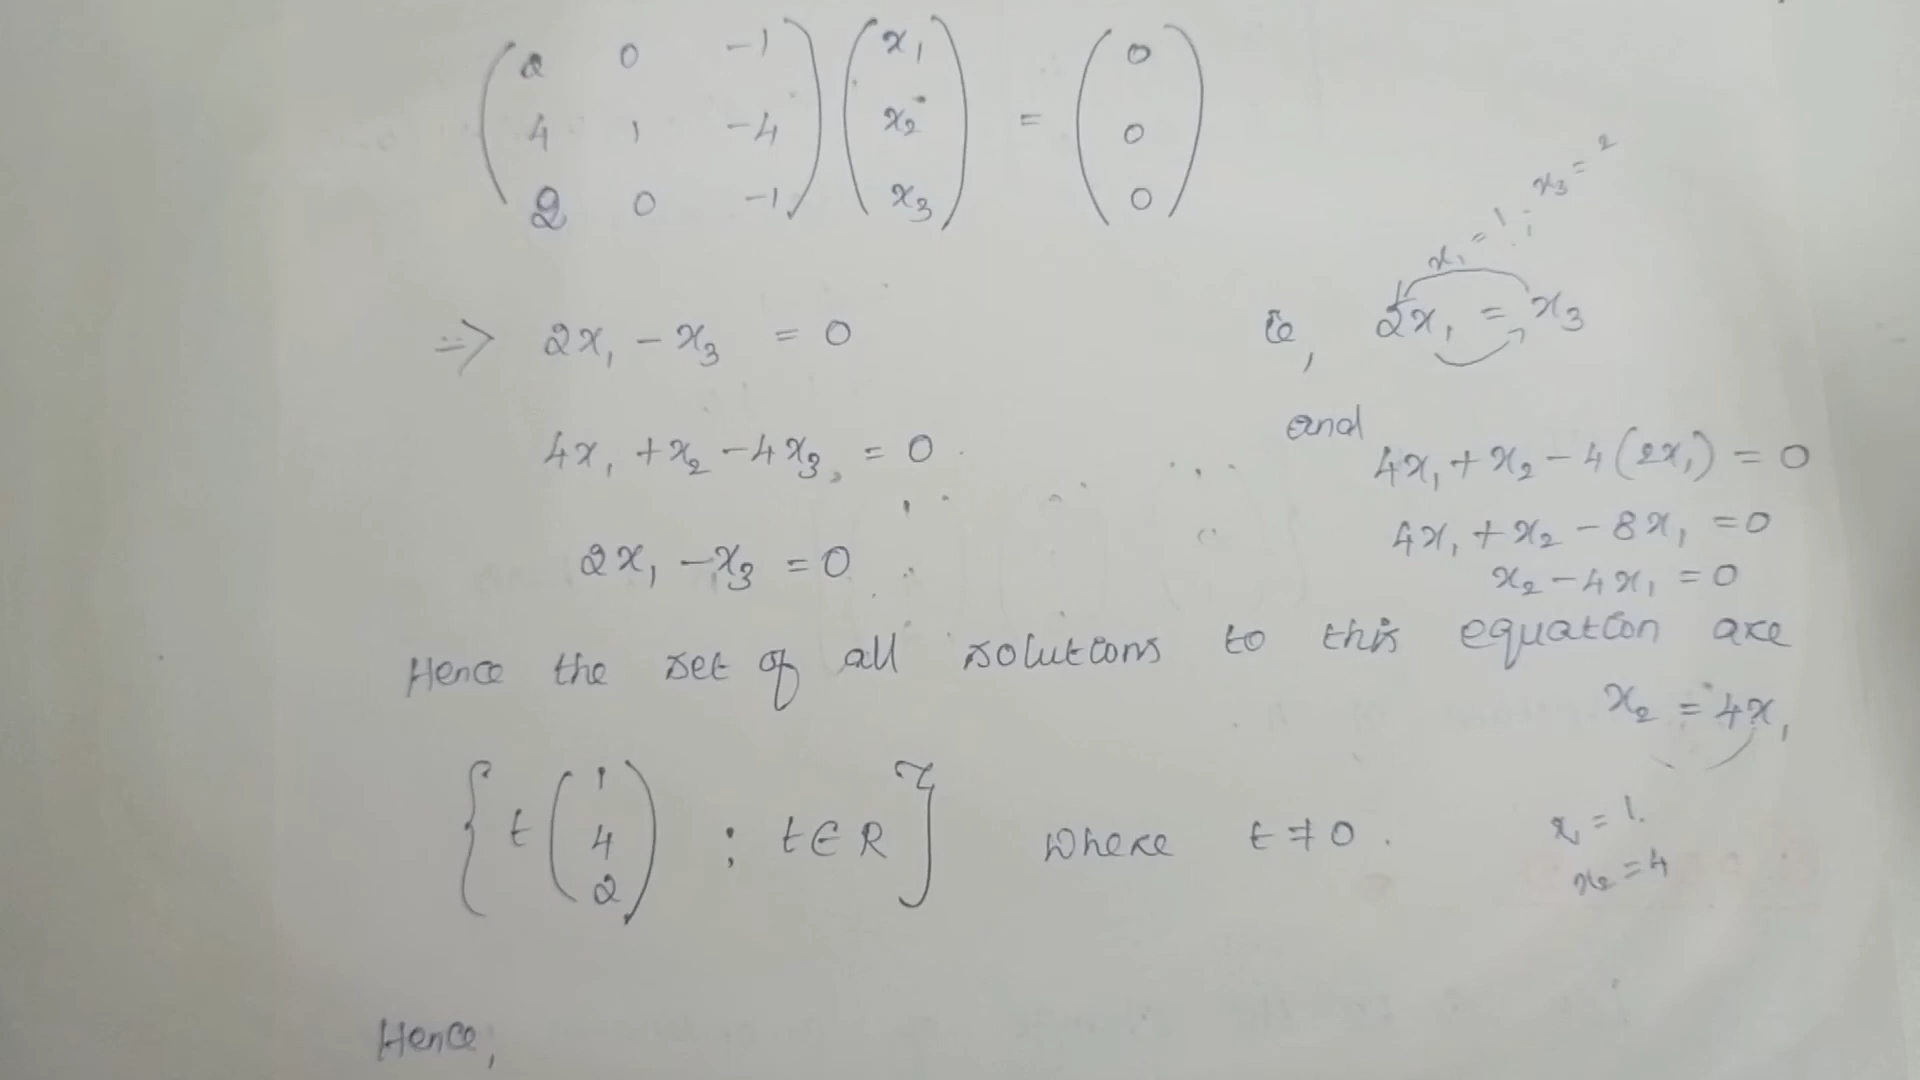 (2 0 -1) (x₁) (0)
(4 1 -4) (x₂) = (0)
(2 0 -1) (x₃) (0)
x₁ = 1; x₃ = 2
⇒ 2x₁ - x₃ = 0
ie, 2x₁ = x₃
4x₁ + x₂ - 4x₃ = 0
and
4x₁ + x₂ - 4(2x₁) = 0
2x₁ - x₃ = 0
4x₁ + x₂ - 8x₁ = 0
x₂ - 4x₁ = 0
Hence the set of all solutions to this equation are
x₂ = 4x₁
{ t (1 4 2) ; t ∈ R } where t ≠ 0.
x₁ = 1.
x₂ = 4
Hence,